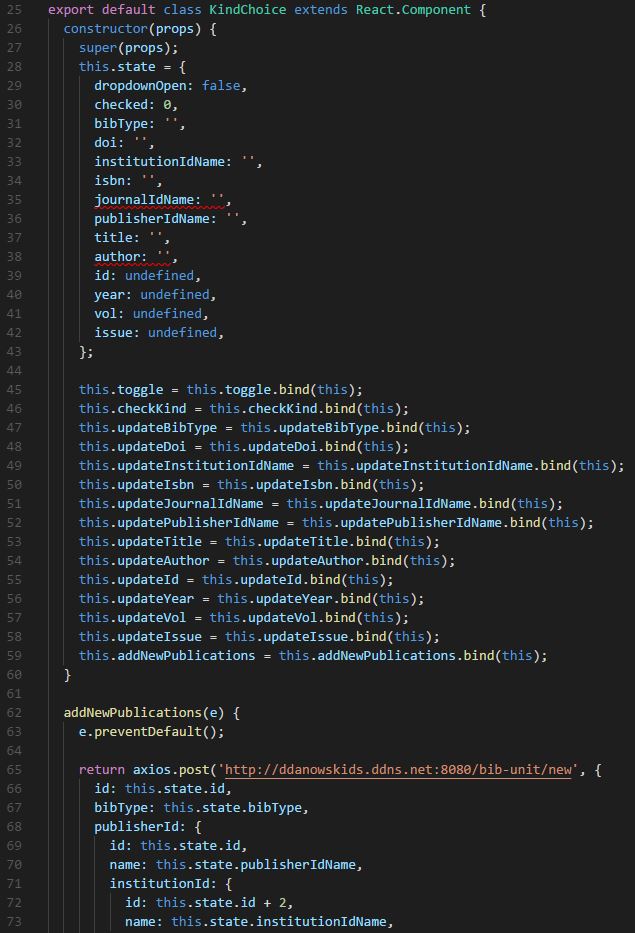 25 export default class KindChoice extends React.Component {
26 constructor(props) {
27 super(props);
28 this.state = {
29 dropdownOpen: false,
30 checked: 0,
31 bibType: '',
32 doi: '',
33 institutionIdName: '',
34 isbn: '',
35 journalIdName: '',
36 publisherIdName: '',
37 title: '',
38 author: '',
39 id: undefined,
40 year: undefined,
41 vol: undefined,
42 issue: undefined,
43 };
44
45 this.toggle = this.toggle.bind(this);
46 this.checkKind = this.checkKind.bind(this);
47 this.updateBibType = this.updateBibType.bind(this);
48 this.updateDoi = this.updateDoi.bind(this);
49 this.updateInstitutionIdName = this.updateInstitutionIdName.bind(this);
50 this.updateIsbn = this.updateIsbn.bind(this);
51 this.updateJournalIdName = this.updateJournalIdName.bind(this);
52 this.updatePublisherIdName = this.updatePublisherIdName.bind(this);
53 this.updateTitle = this.updateTitle.bind(this);
54 this.updateAuthor = this.updateAuthor.bind(this);
55 this.updateId = this.updateId.bind(this);
56 this.updateYear = this.updateYear.bind(this);
57 this.updateVol = this.updateVol.bind(this);
58 this.updateIssue = this.updateIssue.bind(this);
59 this.addNewPublications = this.addNewPublications.bind(this);
60 }
61
62 addNewPublications(e) {
63 e.preventDefault();
64
65 return axios.post('http://ddanowskids.ddns.net:8080/bib-unit/new', {
66 id: this.state.id,
67 bibType: this.state.bibType,
68 publisherId: {
69 id: this.state.id,
70 name: this.state.publisherIdName,
71 institutionId: {
72 id: this.state.id + 2,
73 name: this.state.institutionIdName,